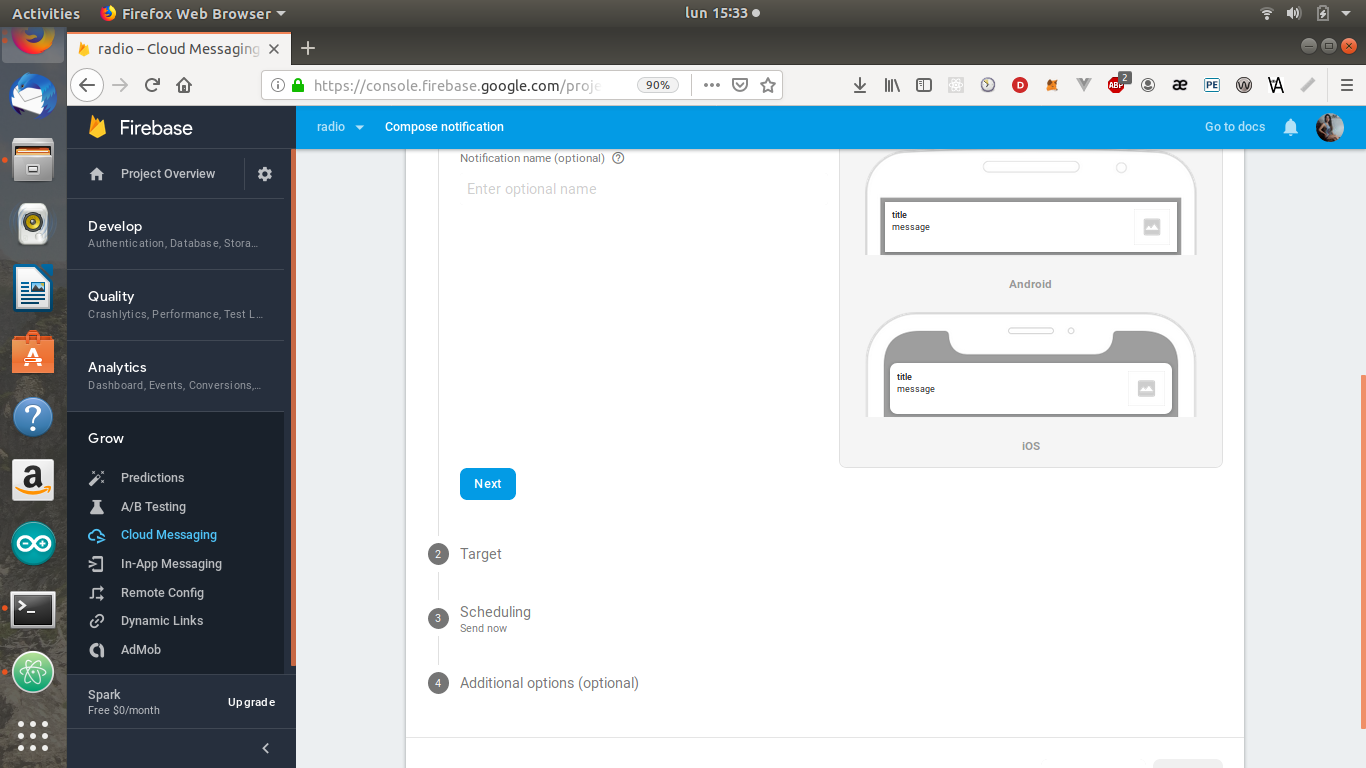 Activities
Firefox Web Browser
lun 15:33
radio – Cloud Messaging
https://console.firebase.google.com/proje
90%
2
ABP
PE
Firebase
radio
Compose notification
Go to docs
Project Overview
Develop
Authentication, Database, Stora…
Quality
Crashlytics, Performance, Test L…
Analytics
Dashboard, Events, Conversions,…
Grow
Predictions
A/B Testing
Cloud Messaging
In-App Messaging
Remote Config
Dynamic Links
AdMob
Spark
Free $0/month
Upgrade
Notification name (optional)
Enter optional name
Next
2
Target
3
Scheduling
Send now
4
Additional options (optional)
title
message
Android
title
message
iOS